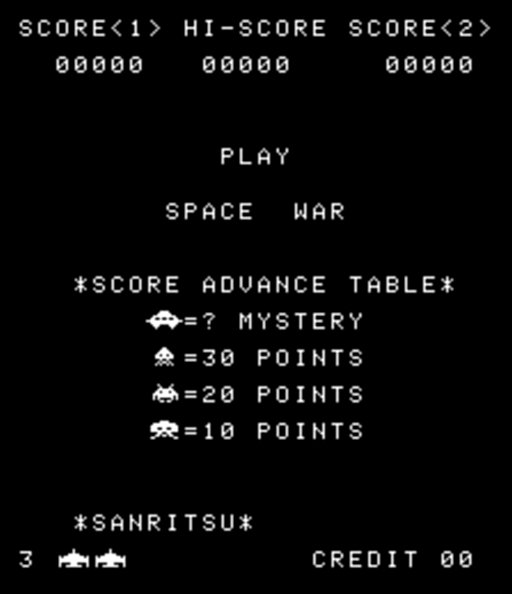 SCORE<1> HI-SCORE SCORE<2>
00000 00000 00000
PLAY
SPACE WAR
*SCORE ADVANCE TABLE*
=? MYSTERY
=30 POINTS
=20 POINTS
=10 POINTS
*SANRITSU*
3 CREDIT 00